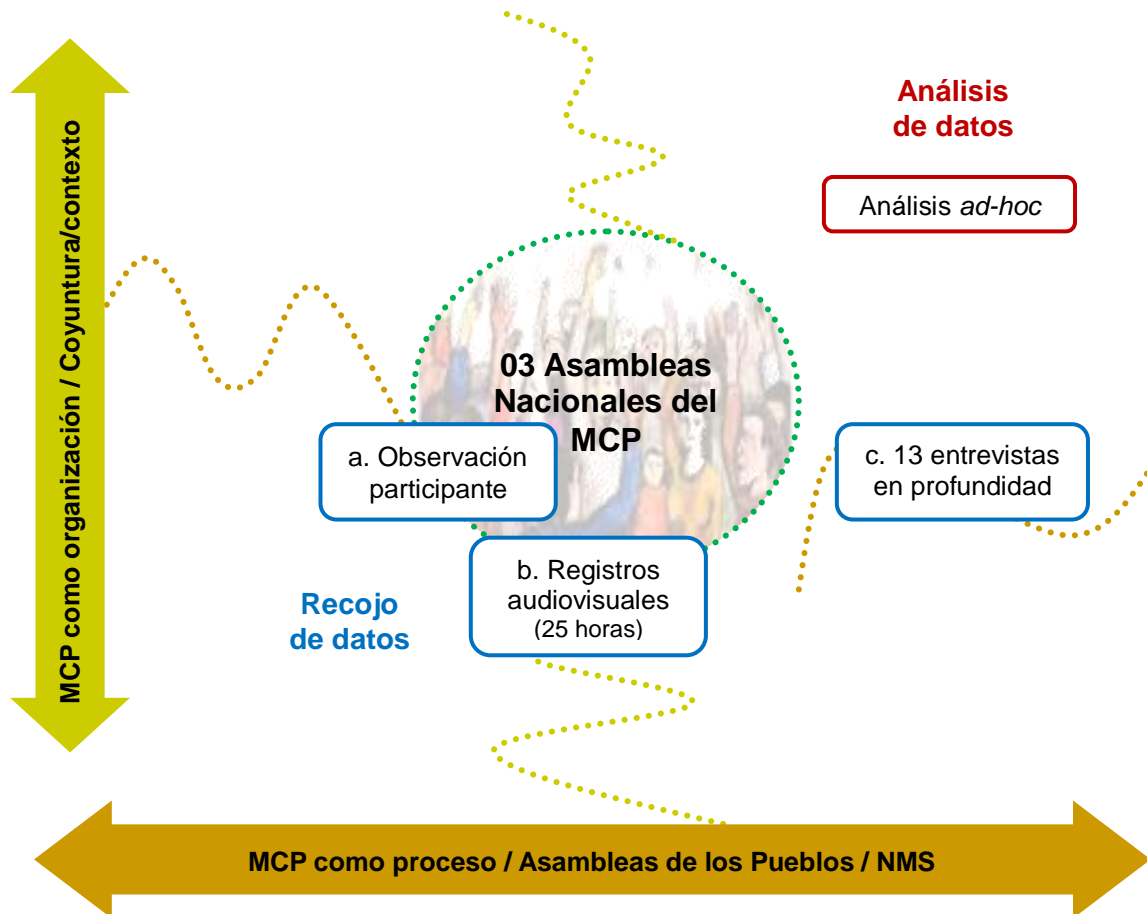 MCP como organización / Coyuntura/contexto
Análisis
de datos
Análisis ad-hoc
03 Asambleas
Nacionales del
MCP
a. Observación
participante
c. 13 entrevistas
en profundidad
b. Registros
audiovisuales
(25 horas)
Recojo
de datos
MCP como proceso / Asambleas de los Pueblos / NMS